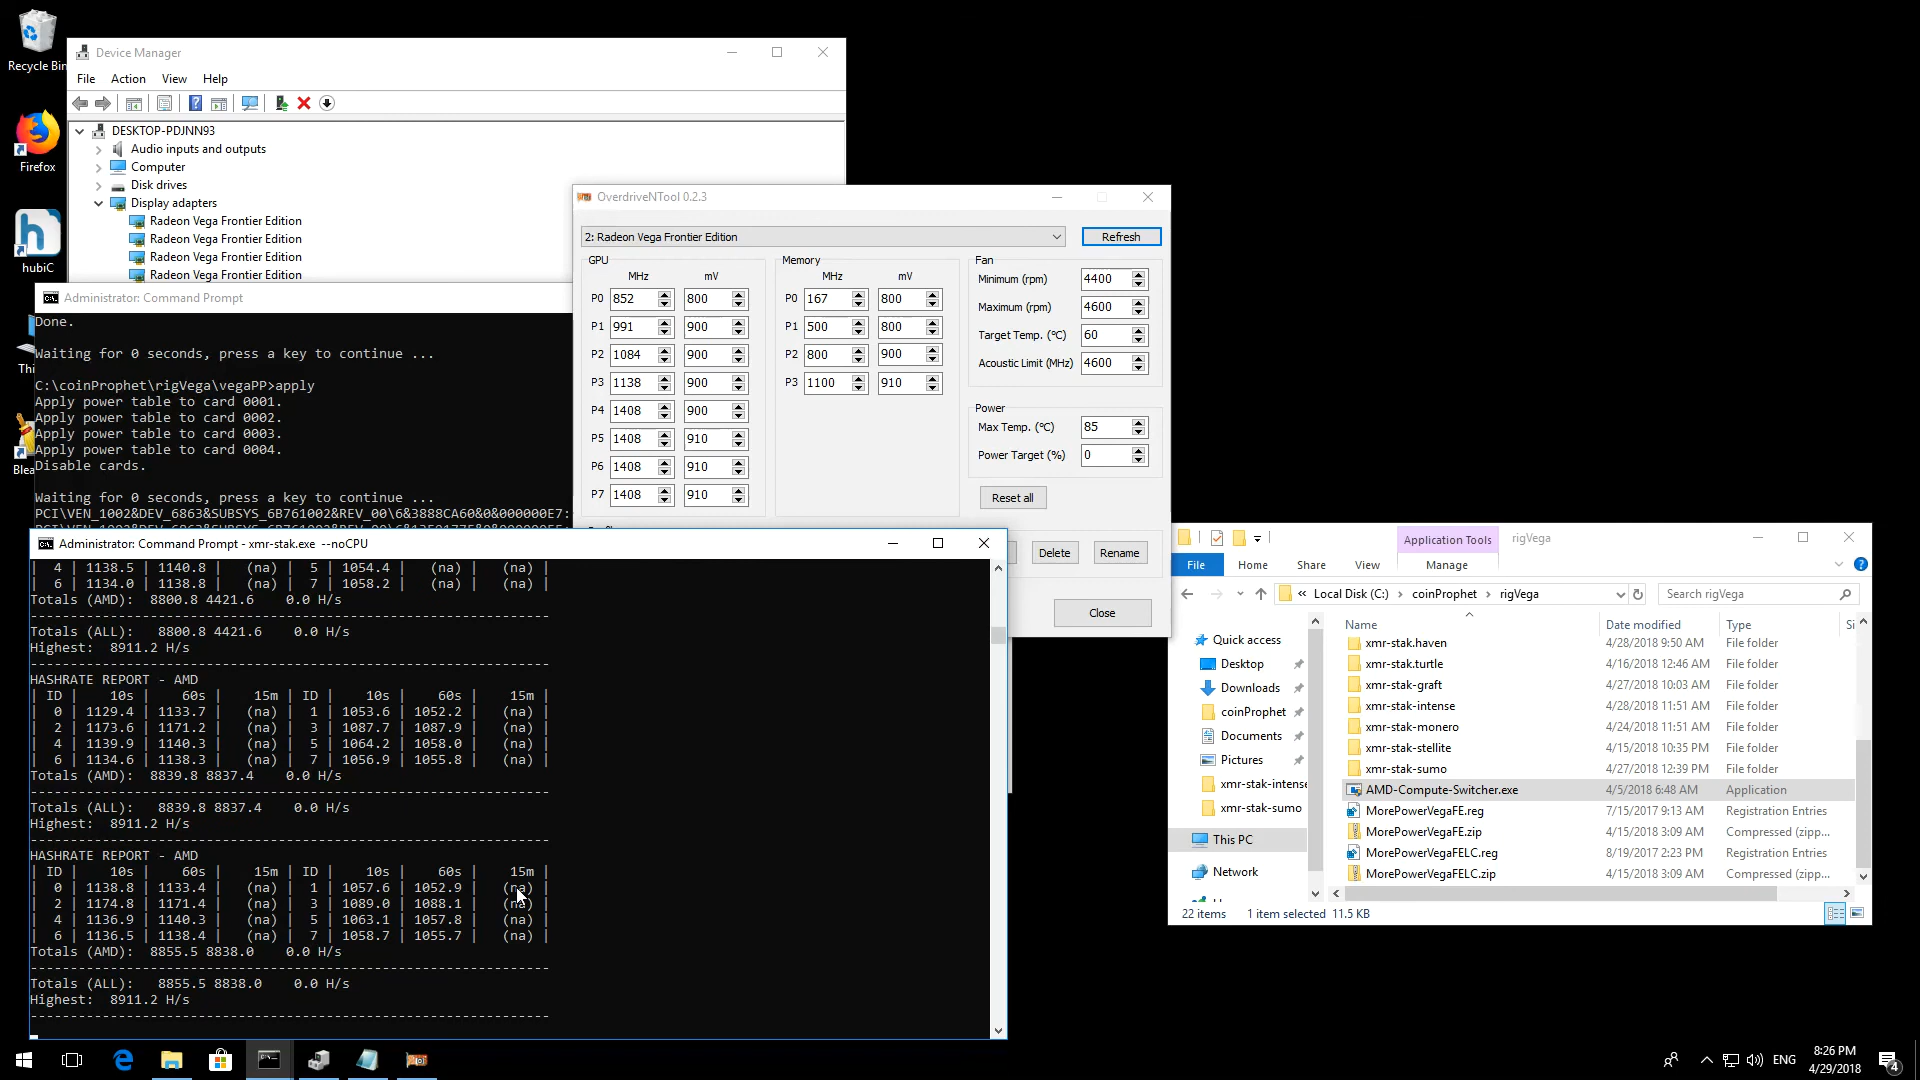 Recycle Bin
Firefox
hubiC
Thi
Blea
Device Manager
File Action View Help
DESKTOP-PDJNN93
Audio inputs and outputs
Computer
Disk drives
Display adapters
Radeon Vega Frontier Edition
Radeon Vega Frontier Edition
Radeon Vega Frontier Edition
Radeon Vega Frontier Edition
Administrator: Command Prompt
Done.
Waiting for 0 seconds, press a key to continue ...
C:\coinProphet\rigVega\vegaPP>apply
Apply power table to card 0001.
Apply power table to card 0002.
Apply power table to card 0003.
Apply power table to card 0004.
Disable cards.
Waiting for 0 seconds, press a key to continue ...
PCI\VEN_1002&DEV_6863&SUBSYS_6B761002&REV_00\6&3888CA60&0&000000E7:
OverdriveNTool 0.2.3
2: Radeon Vega Frontier Edition
Refresh
GPU
MHz mV
P0 852 800
P1 991 900
P2 1084 900
P3 1138 900
P4 1408 900
P5 1408 910
P6 1408 910
P7 1408 910
Memory
MHz mV
P0 167 800
P1 500 800
P2 800 900
P3 1100 910
Fan
Minimum (rpm) 4400
Maximum (rpm) 4600
Target Temp. (°C) 60
Acoustic Limit (MHz) 4600
Power
Max Temp. (°C) 85
Power Target (%) 0
Reset all
Delete Rename
Close
Administrator: Command Prompt - xmr-stak.exe --noCPU
| 4 | 1138.5 | 1140.8 | (na) | 5 | 1054.4 | (na) | (na) |
| 6 | 1134.0 | 1138.8 | (na) | 7 | 1058.2 | (na) | (na) |
Totals (AMD): 8800.8 4421.6 0.0 H/s
-----------------------------------------------------------------
Totals (ALL): 8800.8 4421.6 0.0 H/s
Highest: 8911.2 H/s
-----------------------------------------------------------------
HASHRATE REPORT - AMD
| ID | 10s | 60s | 15m | ID | 10s | 60s | 15m |
| 0 | 1129.4 | 1133.7 | (na) | 1 | 1053.6 | 1052.2 | (na) |
| 2 | 1173.6 | 1171.2 | (na) | 3 | 1087.7 | 1087.9 | (na) |
| 4 | 1139.9 | 1140.3 | (na) | 5 | 1064.2 | 1058.0 | (na) |
| 6 | 1134.6 | 1138.3 | (na) | 7 | 1056.9 | 1055.8 | (na) |
Totals (AMD): 8839.8 8837.4 0.0 H/s
-----------------------------------------------------------------
Totals (ALL): 8839.8 8837.4 0.0 H/s
Highest: 8911.2 H/s
-----------------------------------------------------------------
HASHRATE REPORT - AMD
| ID | 10s | 60s | 15m | ID | 10s | 60s | 15m |
| 0 | 1138.8 | 1133.4 | (na) | 1 | 1057.6 | 1052.9 | (na) |
| 2 | 1174.8 | 1171.4 | (na) | 3 | 1089.0 | 1088.1 | (na) |
| 4 | 1136.9 | 1140.3 | (na) | 5 | 1063.1 | 1057.8 | (na) |
| 6 | 1136.5 | 1138.4 | (na) | 7 | 1058.7 | 1055.7 | (na) |
Totals (AMD): 8855.5 8838.0 0.0 H/s
-----------------------------------------------------------------
Totals (ALL): 8855.5 8838.0 0.0 H/s
Highest: 8911.2 H/s
-----------------------------------------------------------------
Application Tools rigVega
File Home Share View Manage
« Local Disk (C:) › coinProphet › rigVega
Search rigVega
Quick access
Desktop
Downloads
coinProphet
Documents
Pictures
xmr-stak-intense
xmr-stak-sumo
This PC
Network
Name Date modified Type Si
xmr-stak.haven 4/28/2018 9:50 AM File folder
xmr-stak.turtle 4/16/2018 12:46 AM File folder
xmr-stak-graft 4/27/2018 10:03 AM File folder
xmr-stak-intense 4/28/2018 11:51 AM File folder
xmr-stak-monero 4/24/2018 11:51 AM File folder
xmr-stak-stellite 4/15/2018 10:35 PM File folder
xmr-stak-sumo 4/27/2018 12:39 PM File folder
AMD-Compute-Switcher.exe 4/5/2018 6:48 AM Application
MorePowerVegaFE.reg 7/15/2017 9:13 AM Registration Entries
MorePowerVegaFE.zip 4/15/2018 3:09 AM Compressed (zipp...
MorePowerVegaFELC.reg 8/19/2017 2:23 PM Registration Entries
MorePowerVegaFELC.zip 4/15/2018 3:09 AM Compressed (zipp...
22 items 1 item selected 11.5 KB
ENG
8:26 PM
4/29/2018
4